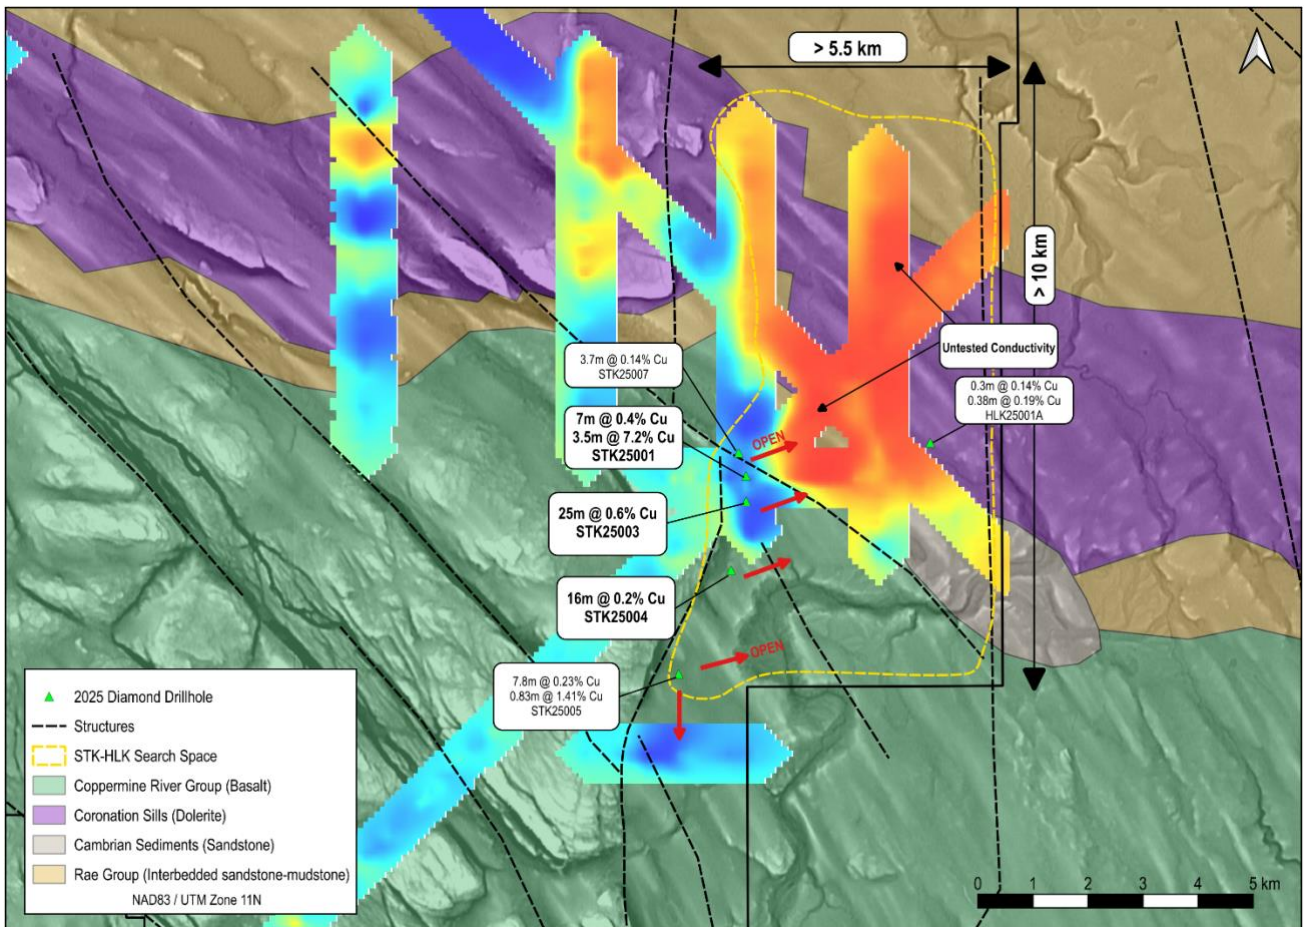 > 5.5 km
> 10 km
Untested Conductivity
3.7m @ 0.14% Cu
STK25007
0.3m @ 0.14% Cu
0.38m @ 0.19% Cu
HLK25001A
7m @ 0.4% Cu
3.5m @ 7.2% Cu
STK25001
OPEN
25m @ 0.6% Cu
STK25003
16m @ 0.2% Cu
STK25004
OPEN
7.8m @ 0.23% Cu
0.83m @ 1.41% Cu
STK25005
2025 Diamond Drillhole
Structures
STK-HLK Search Space
Coppermine River Group (Basalt)
Coronation Sills (Dolerite)
Cambrian Sediments (Sandstone)
Rae Group (Interbedded sandstone-mudstone)
NAD83 / UTM Zone 11N
0 1 2 3 4 5 km